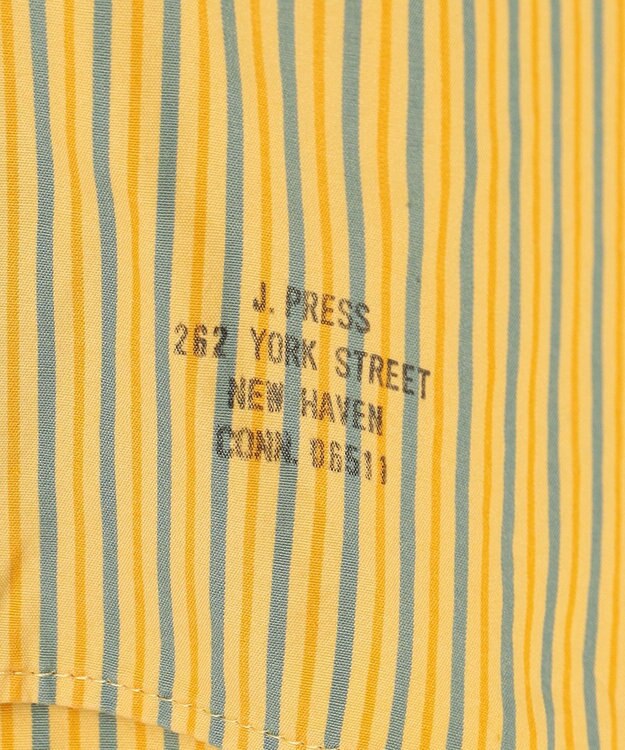 J. PRESS
262 YORK STREET
NEW HAVEN
CONN. 06511